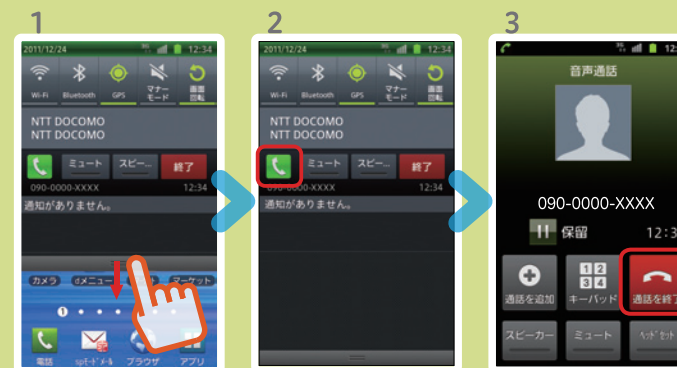 1
2011/12/24
3G
12:34
Wi-Fi
Bluetooth
GPS
マナー
モード
画面
回転
NTT DOCOMO
NTT DOCOMO
ミュート
スピー...
終了
090-0000-XXXX
12:34
通知がありません。
カメラ
dメニュー
マーケット
1
電話
spモードメール
ブラウザ
アプリ
2
2011/12/24
3G
12:34
Wi-Fi
Bluetooth
GPS
マナー
モード
画面
回転
NTT DOCOMO
NTT DOCOMO
ミュート
スピー...
終了
090-0000-XXXX
12:34
通知がありません。
3
3G
12:
音声通話
090-0000-XXXX
保留
12:3
通話を追加
12
34
キーパッド
通話を終了
スピーカー
ミュート
ヘッドセット